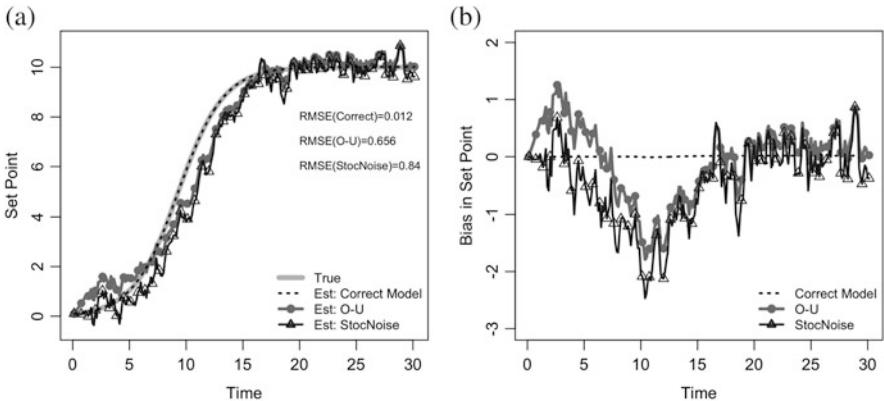 (a)
Set Point
10
8
6
4
2
0
RMSE(Correct)=0.012
RMSE(O-U)=0.656
RMSE(StocNoise)=0.84
True
Est: Correct Model
Est: O-U
Est: StocNoise
0 5 10 15 20 25 30
Time
(b)
Bias in Set Point
2
1
0
-1
-2
-3
Correct Model
O-U
StocNoise
0 5 10 15 20 25 30
Time